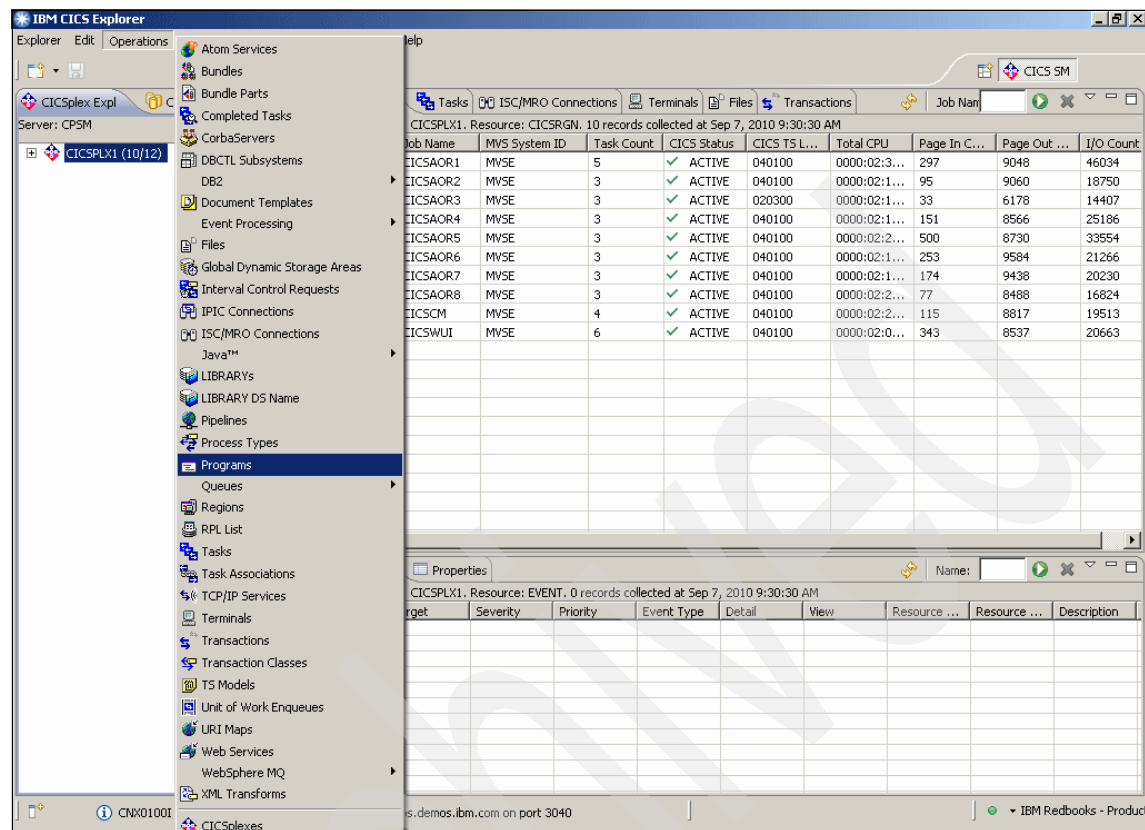 IBM CICS Explorer
Explorer Edit Operations elp
CICS SM
CICSplex Expl C
Server: CPSM
CICSPLX1 (10/12)
Atom Services
Bundles
Bundle Parts
Completed Tasks
CorbaServers
DBCTL Subsystems
DB2
Document Templates
Event Processing
Files
Global Dynamic Storage Areas
Interval Control Requests
IPIC Connections
ISC/MRO Connections
Java™
LIBRARYs
LIBRARY DS Name
Pipelines
Process Types
Programs
Queues
Regions
RPL List
Tasks
Task Associations
TCP/IP Services
Terminals
Transactions
Transaction Classes
TS Models
Unit of Work Enqueues
URI Maps
Web Services
WebSphere MQ
XML Transforms
CICSplexes
Tasks ISC/MRO Connections Terminals Files Transactions Job Nam
CICSPLX1. Resource: CICSRGN. 10 records collected at Sep 7, 2010 9:30:30 AM
Job Name MVS System ID Task Count CICS Status CICS TS L... Total CPU Page In C... Page Out ... I/O Count
CICSAOR1 MVSE 5 ACTIVE 040100 0000:02:3... 297 9048 46034
CICSAOR2 MVSE 3 ACTIVE 040100 0000:02:1... 95 9060 18750
CICSAOR3 MVSE 3 ACTIVE 020300 0000:02:1... 33 6178 14407
CICSAOR4 MVSE 3 ACTIVE 040100 0000:02:1... 151 8566 25186
CICSAOR5 MVSE 3 ACTIVE 040100 0000:02:2... 500 8730 33554
CICSAOR6 MVSE 3 ACTIVE 040100 0000:02:1... 253 9584 21266
CICSAOR7 MVSE 3 ACTIVE 040100 0000:02:1... 174 9438 20230
CICSAOR8 MVSE 3 ACTIVE 040100 0000:02:2... 77 8488 16824
CICSCM MVSE 4 ACTIVE 040100 0000:02:2... 115 8817 19513
CICSWUI MVSE 6 ACTIVE 040100 0000:02:0... 343 8537 20663
Properties Name:
CICSPLX1. Resource: EVENT. 0 records collected at Sep 7, 2010 9:30:30 AM
rget Severity Priority Event Type Detail View Resource ... Resource ... Description
CNX0100I s.demos.ibm.com on port 3040 IBM Redbooks - Produc